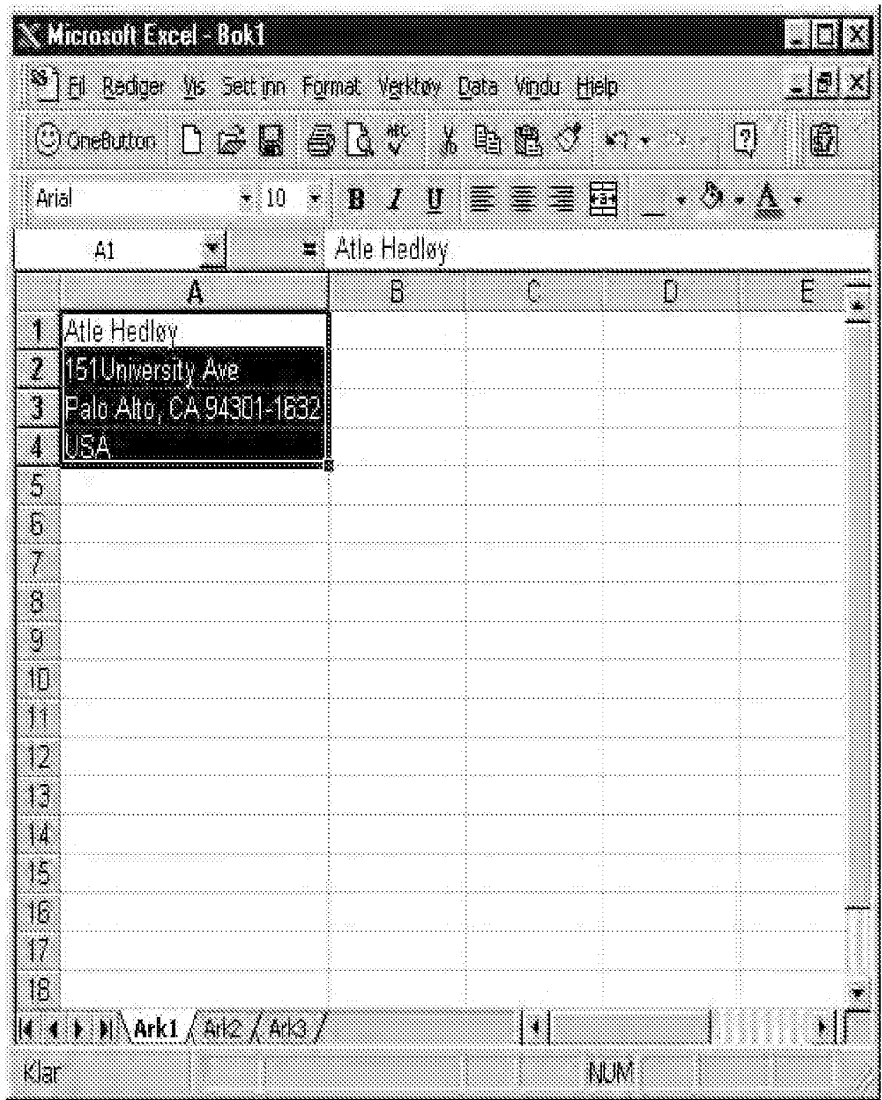 Microsoft Excel - Bok1
Fil Rediger Vis Sett inn Format Verktøy Data Vindu Hjelp
OneButton
Arial 10 B I U
A1 = Atle Hedløy
A B C D E
1 Atle Hedløy
2 151University Ave
3 Palo Alto, CA 94301-1632
4 USA
5
6
7
8
9
10
11
12
13
14
15
16
17
18
Ark1 Ark2 Ark3
Klar NUM